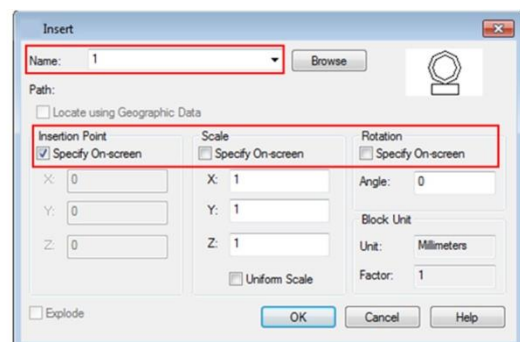 Insert
Name: 1 Browse
Path:
Locate using Geographic Data
Insertion Point Scale Rotation
Specify On-screen Specify On-screen Specify On-screen
X: 0 X: 1 Angle: 0
Y: 0 Y: 1 Block Unit
Z: 0 Z: 1 Unit: Millimeters
Uniform Scale Factor: 1
Explode OK Cancel Help